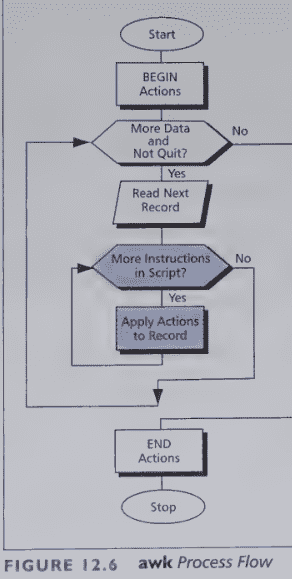 Start
BEGIN
Actions
More Data
and
Not Quit?
No
Yes
Read Next
Record
More Instructions
in Script?
No
Yes
Apply Actions
to Record
END
Actions
Stop
FIGURE 12.6 awk Process Flow